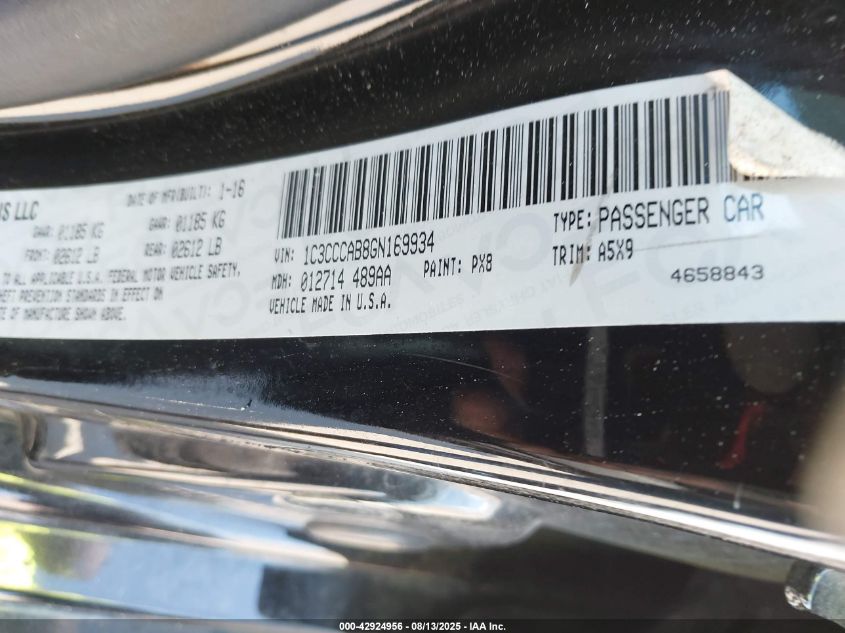 US LLC
DATE OF MFR(BUILT): 1-16
GAWR: 01185 KG GAWR: 01185 KG
FRONT: 02612 LB REAR: 02612 LB
TO ALL APPLICABLE U.S.A. FEDERAL MOTOR VEHICLE SAFETY,
THEFT PREVENTION STANDARDS IN EFFECT ON
DATE OF MANUFACTURE SHOWN ABOVE.
VIN: 1C3CCCAB8GN169934 TYPE: PASSENGER CAR
MDH: 012714 489AA PAINT: PX8 TRIM: A5X9
VEHICLE MADE IN U.S.A. 4658843
000-42924956 - 08/13/2025 - IAA Inc.